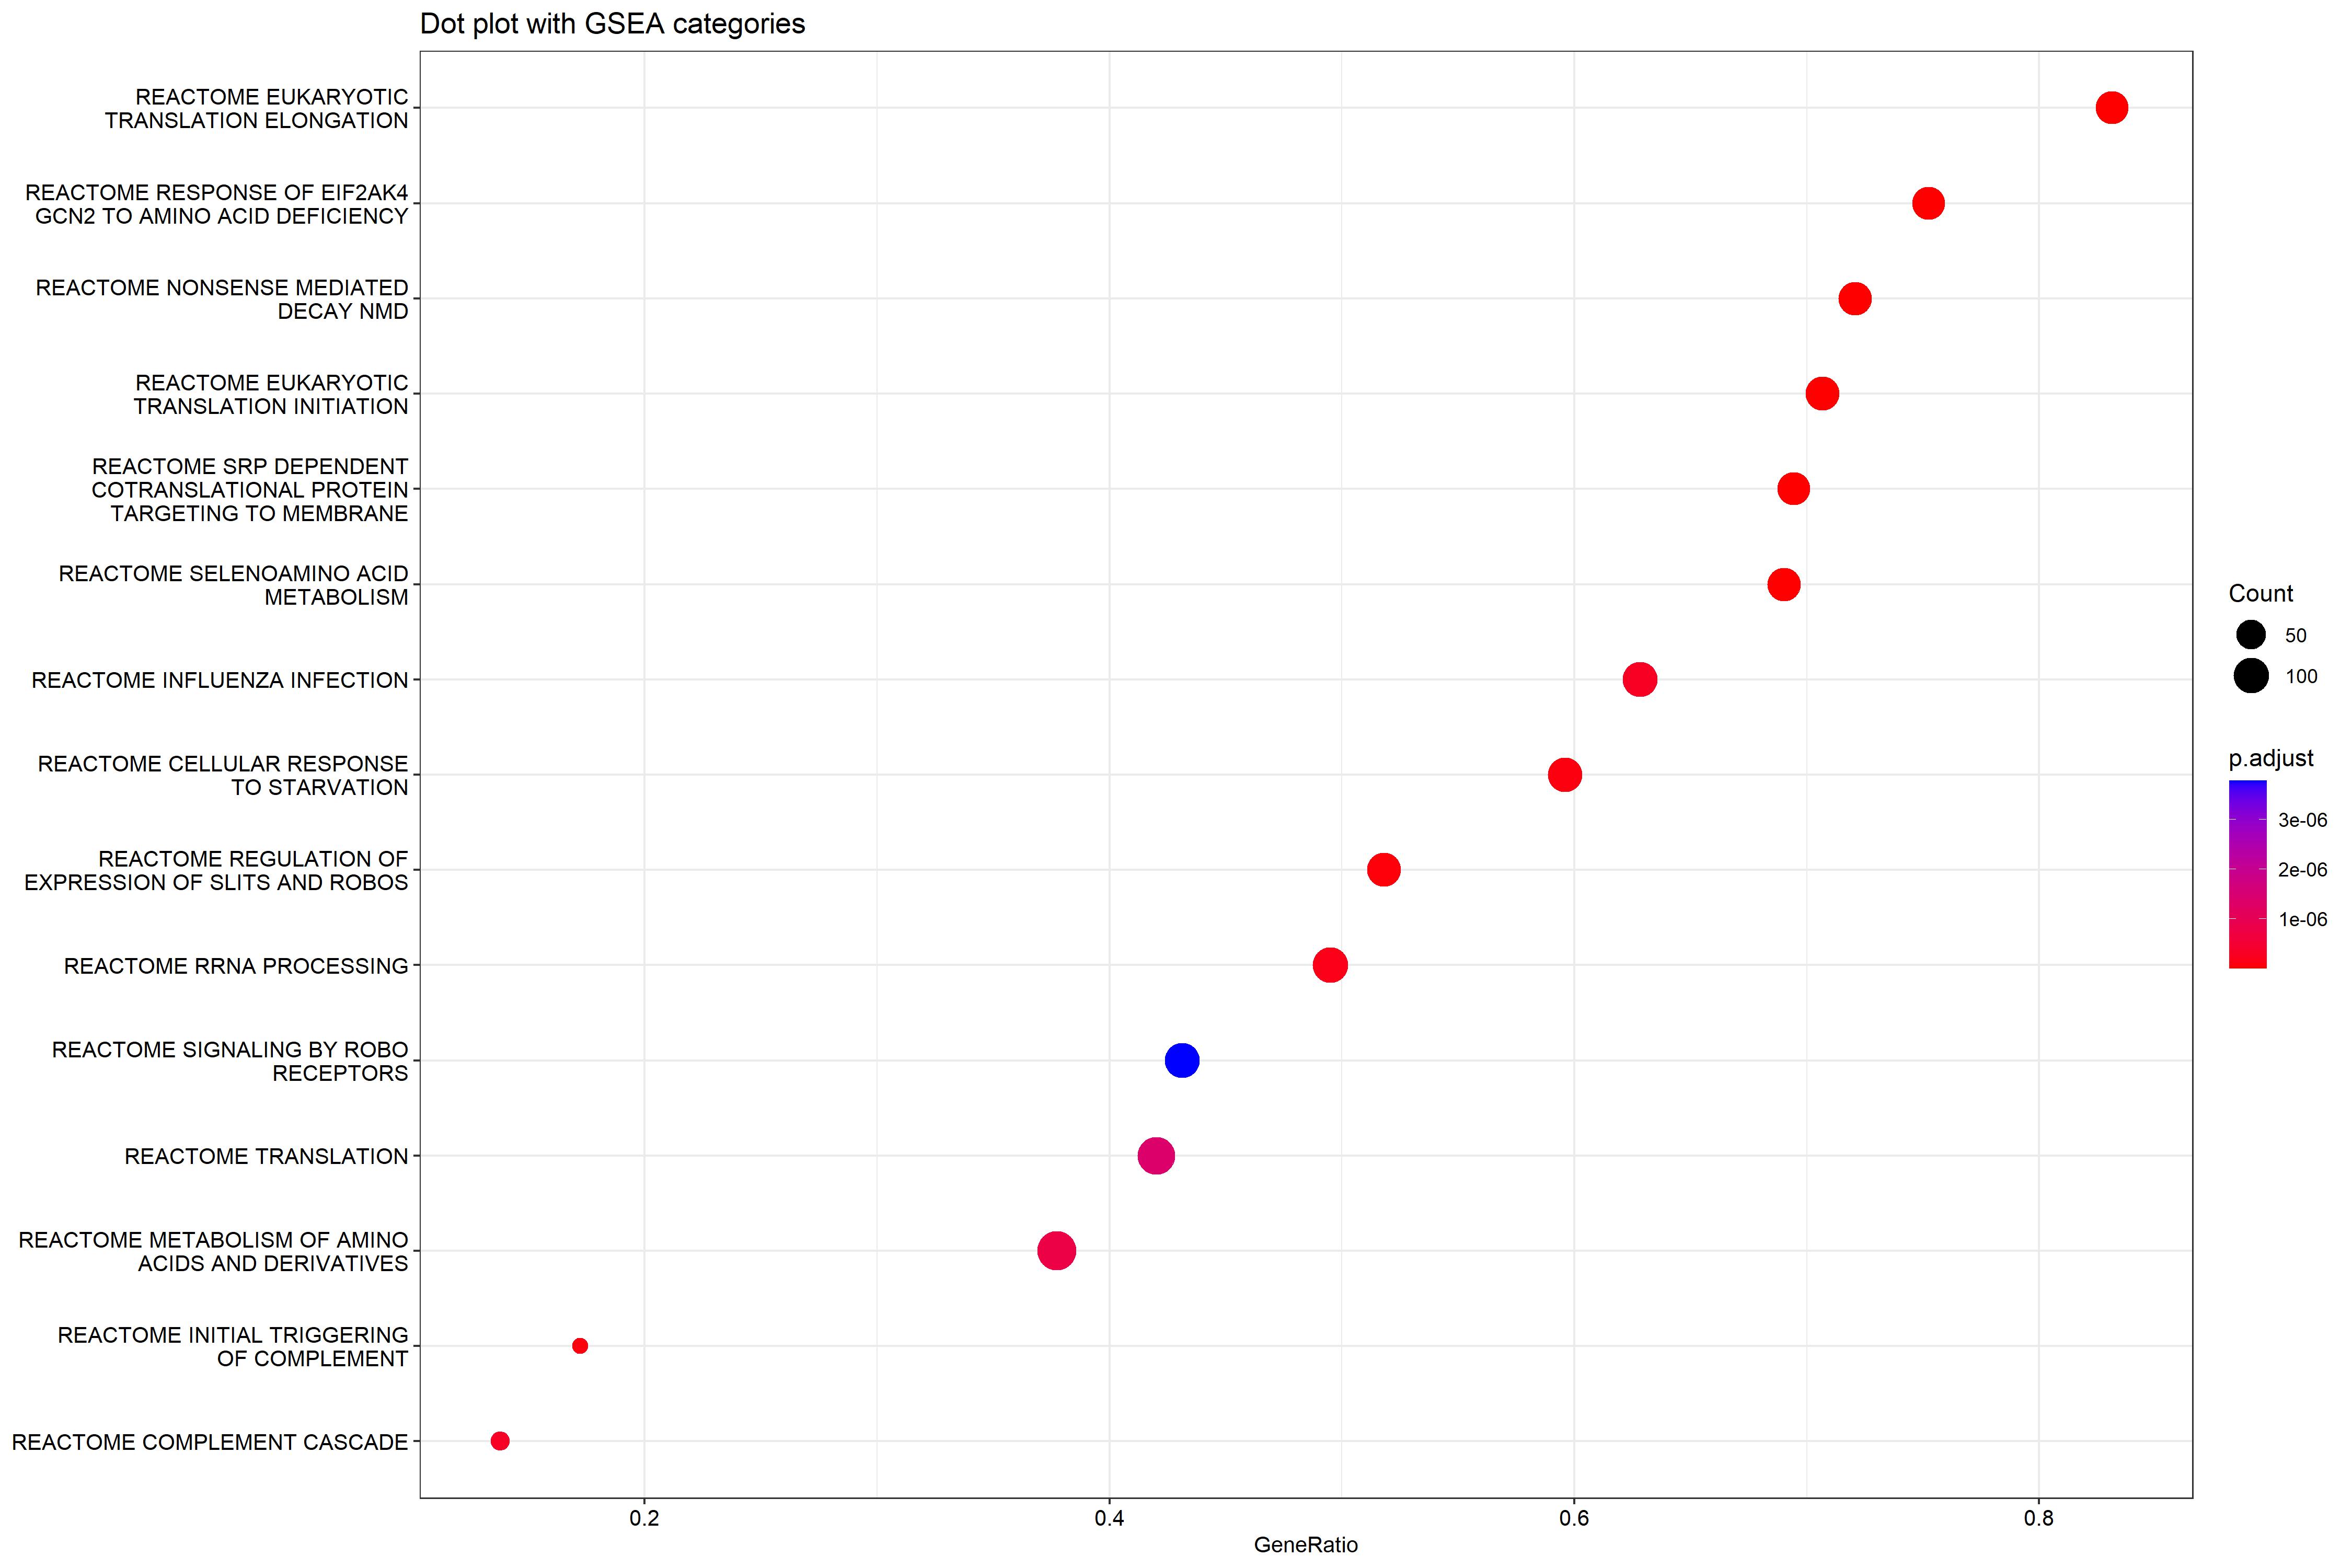 Dot plot with GSEA categories
REACTOME EUKARYOTIC
TRANSLATION ELONGATION
REACTOME RESPONSE OF EIF2AK4
GCN2 TO AMINO ACID DEFICIENCY
REACTOME NONSENSE MEDIATED
DECAY NMD
REACTOME EUKARYOTIC
TRANSLATION INITIATION
REACTOME SRP DEPENDENT
COTRANSLATIONAL PROTEIN
TARGETING TO MEMBRANE
REACTOME SELENOAMINO ACID
METABOLISM
REACTOME INFLUENZA INFECTION
REACTOME CELLULAR RESPONSE
TO STARVATION
REACTOME REGULATION OF
EXPRESSION OF SLITS AND ROBOS
REACTOME RRNA PROCESSING
REACTOME SIGNALING BY ROBO
RECEPTORS
REACTOME TRANSLATION
REACTOME METABOLISM OF AMINO
ACIDS AND DERIVATIVES
REACTOME INITIAL TRIGGERING
OF COMPLEMENT
REACTOME COMPLEMENT CASCADE
0.2 0.4 0.6 0.8
GeneRatio
Count
50
100
p.adjust
3e-06
2e-06
1e-06